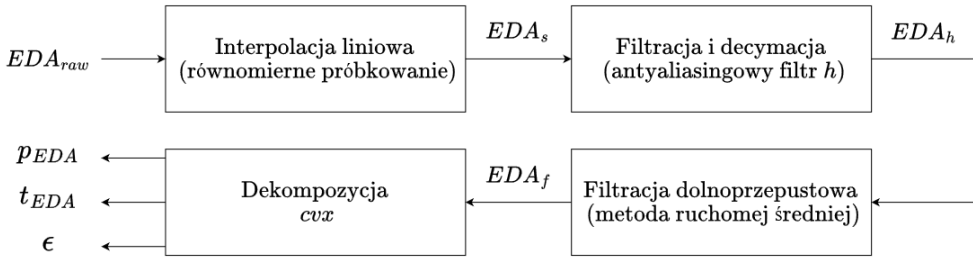 EDA_raw
Interpolacja liniowa
(równomierne próbkowanie)
EDA_s
Filtracja i decymacja
(antyaliasingowy filtr h)
EDA_h
Filtracja dolnoprzepustowa
(metoda ruchomej średniej)
EDA_f
Dekompozycja
cvx
p_EDA
t_EDA
ϵ